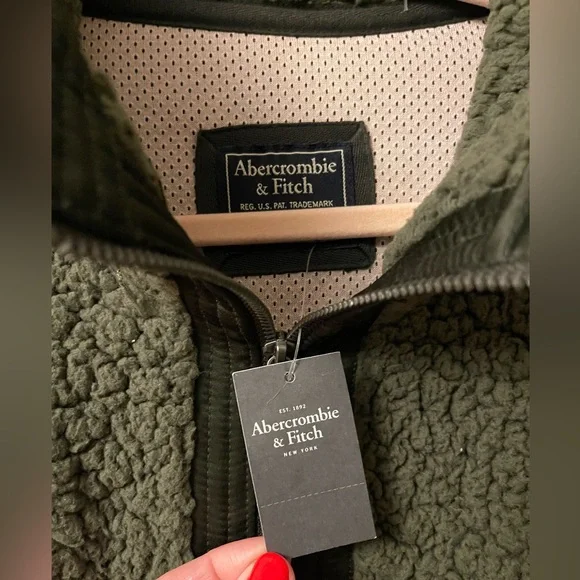 Abercrombie
& Fitch
REG. U.S. PAT. TRADEMARK
EST. 1892
Abercrombie
& Fitch
NEW YORK